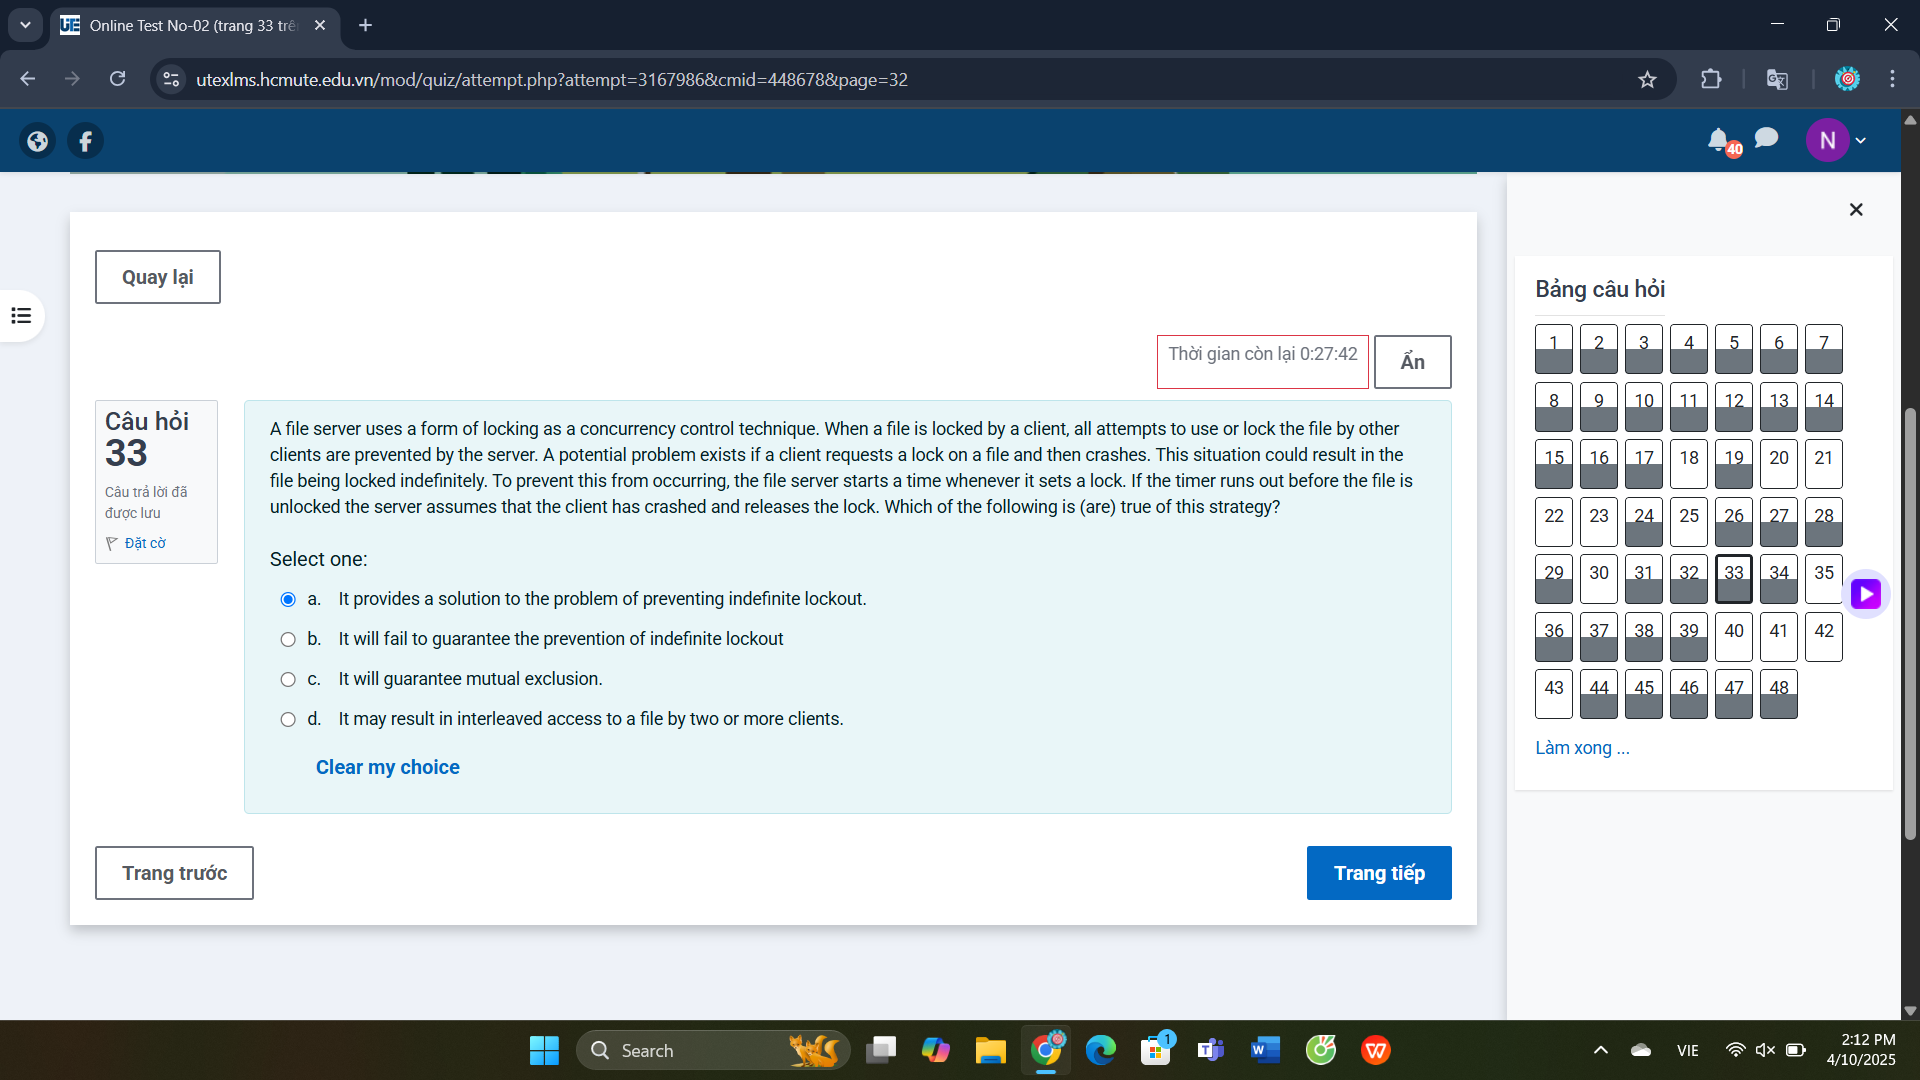 Online Test No-02 (trang 33 trê
utexlms.hcmute.edu.vn/mod/quiz/attempt.php?attempt=3167986&cmid=448678&page=32
40
N
Quay lại
Thời gian còn lại 0:27:42
Ẩn
Câu hỏi
33
Câu trả lời đã
được lưu
Đặt cờ
A file server uses a form of locking as a concurrency control technique. When a file is locked by a client, all attempts to use or lock the file by other
clients are prevented by the server. A potential problem exists if a client requests a lock on a file and then crashes. This situation could result in the
file being locked indefinitely. To prevent this from occurring, the file server starts a time whenever it sets a lock. If the timer runs out before the file is
unlocked the server assumes that the client has crashed and releases the lock. Which of the following is (are) true of this strategy?
Select one:
a. It provides a solution to the problem of preventing indefinite lockout.
b. It will fail to guarantee the prevention of indefinite lockout
c. It will guarantee mutual exclusion.
d. It may result in interleaved access to a file by two or more clients.
Clear my choice
Trang trước
Trang tiếp
Bảng câu hỏi
1 2 3 4 5 6 7
8 9 10 11 12 13 14
15 16 17 18 19 20 21
22 23 24 25 26 27 28
29 30 31 32 33 34 35
36 37 38 39 40 41 42
43 44 45 46 47 48
Làm xong ...
Search
1
VIE
2:12 PM
4/10/2025